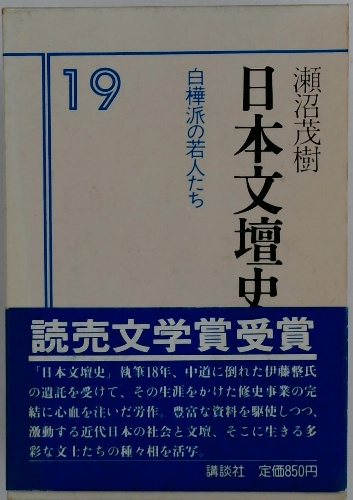 瀬沼茂樹
日本文壇史
19
白樺派の若人たち
読売文学賞受賞
「日本文壇史」執筆18年、中道に倒れた伊藤整氏
の遺託を受けて、その生涯をかけた修史事業の完
結に心血を注いだ労作。豊富な資料を駆使しつつ、
激動する近代日本の社会と文壇、そこに生きる多
彩な文士たちの種々相を活写。
講談社 定価850円